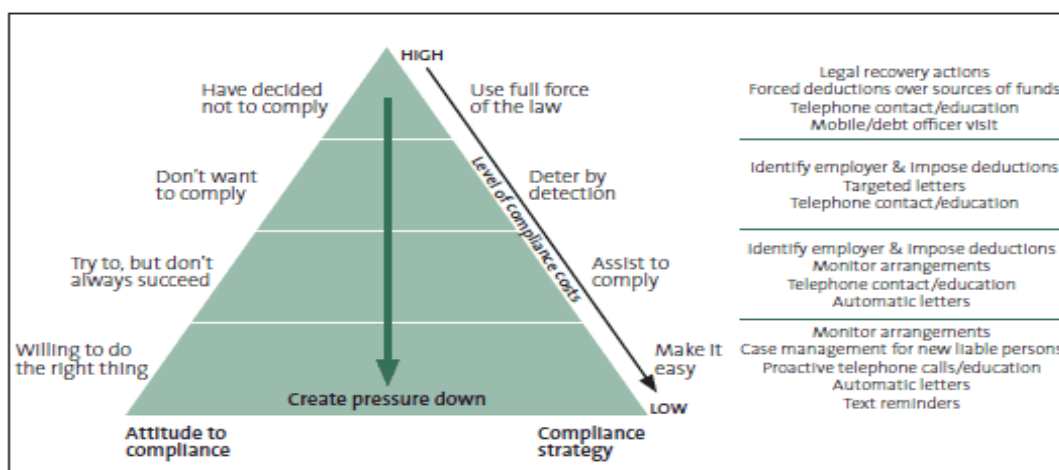 HIGH
Have decided
not to comply
Use full force
of the law
Legal recovery actions
Forced deductions over sources of funds
Telephone contact/education
Mobile/debt officer visit
Don't want
to comply
Level of compliance costs
Deter by
detection
Identify employer & impose deductions
Targeted letters
Telephone contact/education
Try to, but don't
always succeed
Assist to
comply
Identify employer & impose deductions
Monitor arrangements
Telephone contact/education
Automatic letters
Willing to do
the right thing
Make it
easy
Monitor arrangements
Case management for new liable persons
Proactive telephone calls/education
Automatic letters
Text reminders
Create pressure down
LOW
Attitude to
compliance
Compliance
strategy